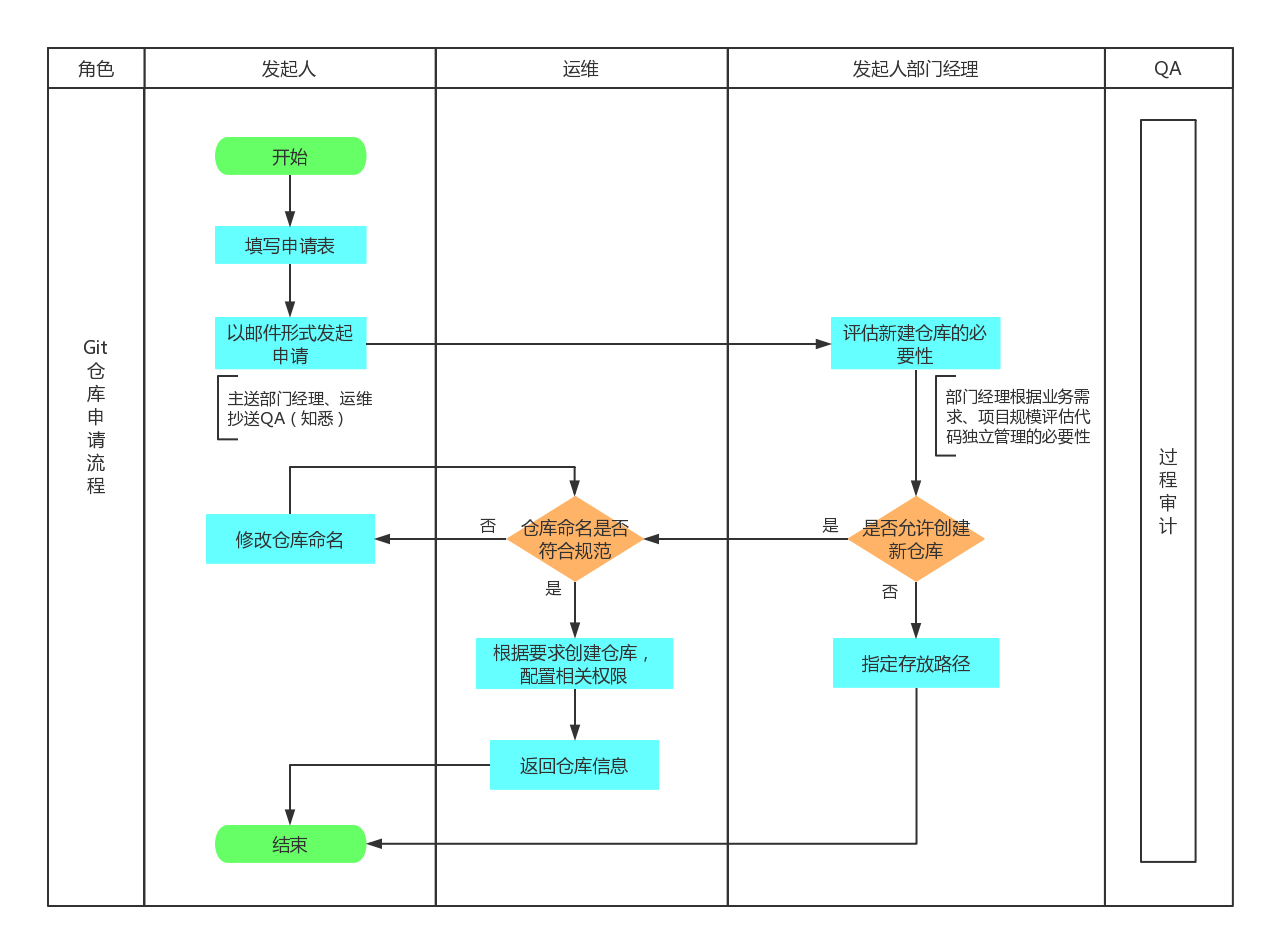 角色
发起人
运维
发起人部门经理
QA
Git
仓
库
申
请
流
程
开始
填写申请表
以邮件形式发起
申请
主送部门经理、运维
抄送QA（知悉）
评估新建仓库的必
要性
部门经理根据业务需
求、项目规模评估代
码独立管理的必要性
修改仓库命名
否
仓库命名是否
符合规范
是
是
是否允许创建
新仓库
否
根据要求创建仓库，
配置相关权限
指定存放路径
返回仓库信息
结束
过
程
审
计